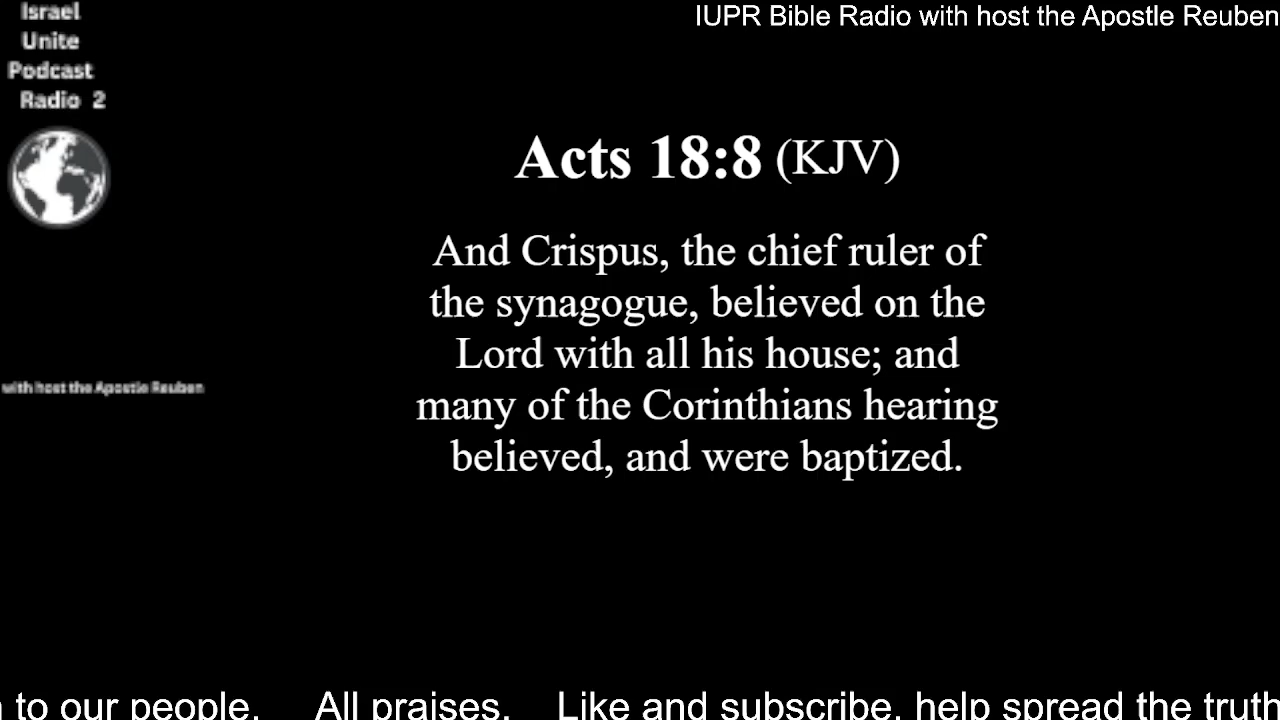 Israel
Unite
Podcast
Radio 2
IUPR Bible Radio with host the Apostle Reuben
Acts 18:8 (KJV)
And Crispus, the chief ruler of
the synagogue, believed on the
Lord with all his house; and
many of the Corinthians hearing
believed, and were baptized.
with host the Apostle Reuben
to our people. All praises. Like and subscribe, help spread the truth